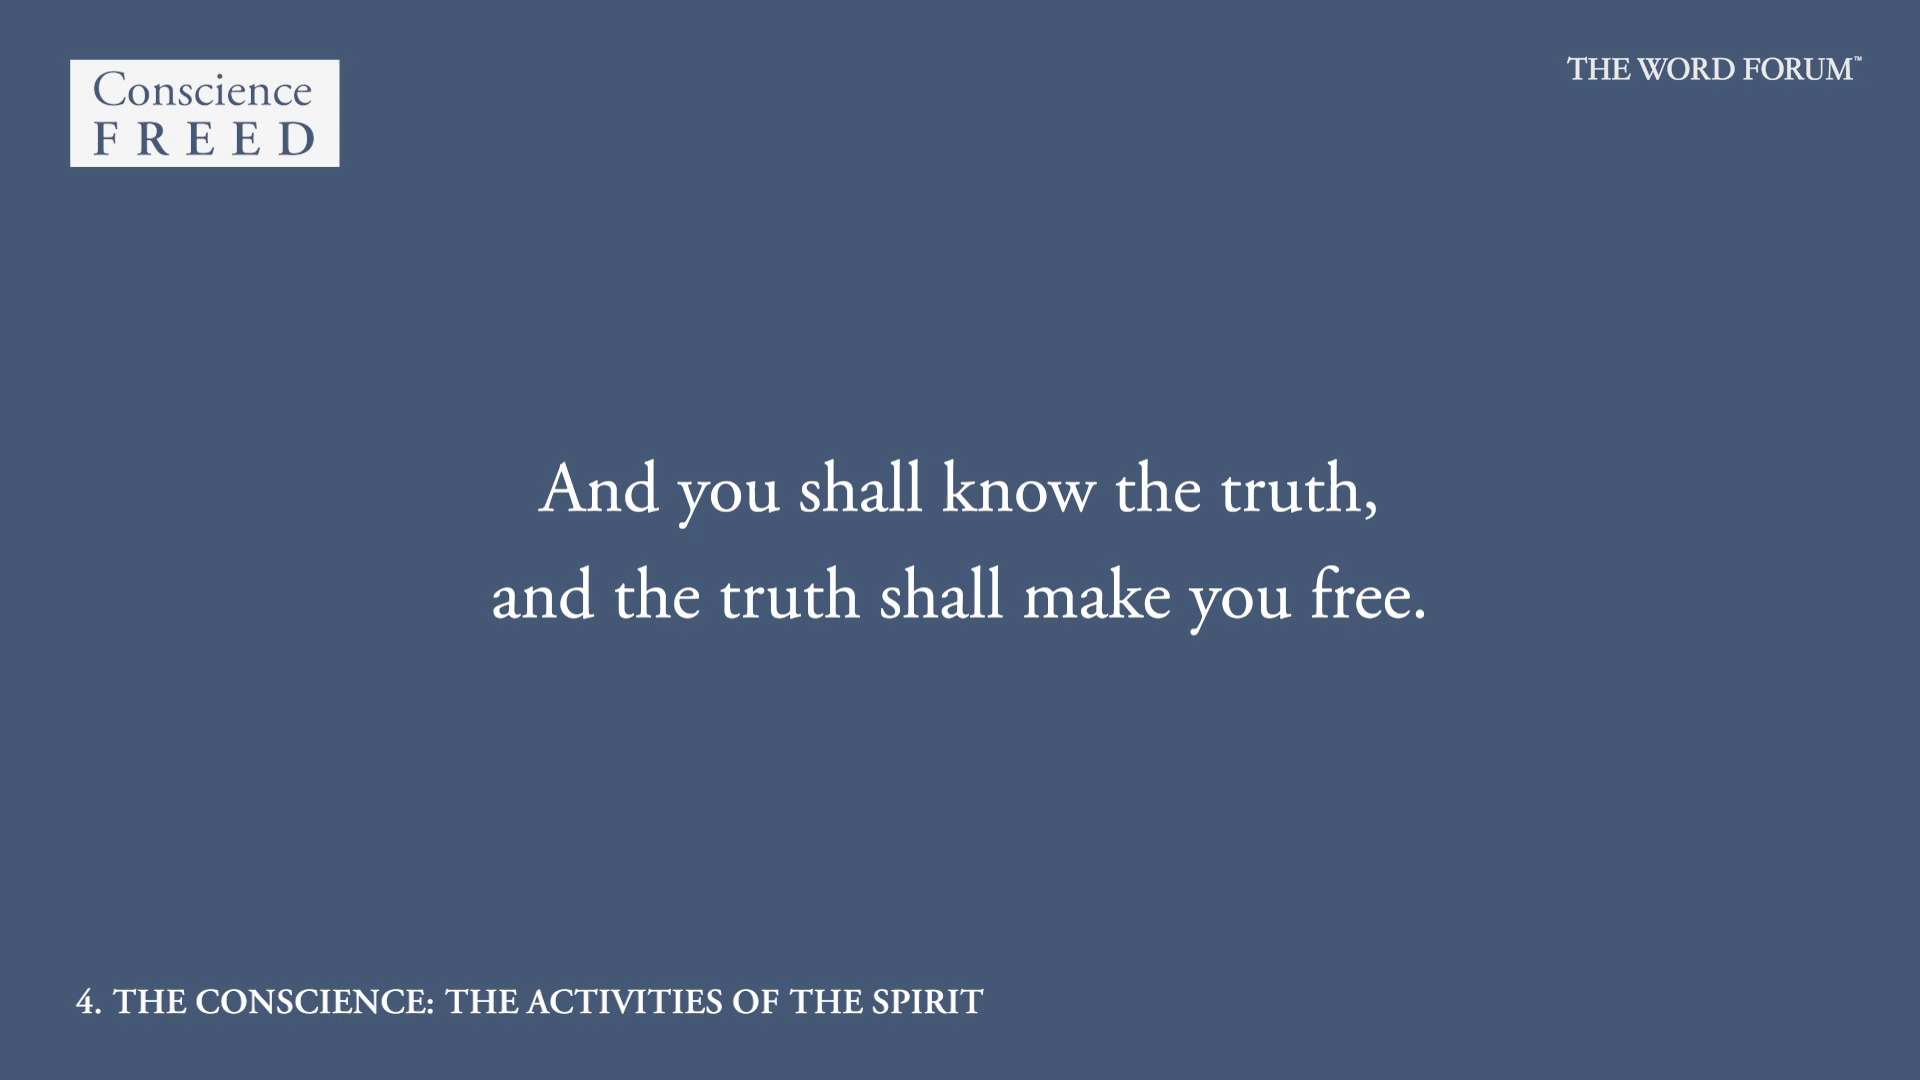 Conscience
FREED
THE WORD FORUM™
And you shall know the truth,
and the truth shall make you free.
4. THE CONSCIENCE: THE ACTIVITIES OF THE SPIRIT